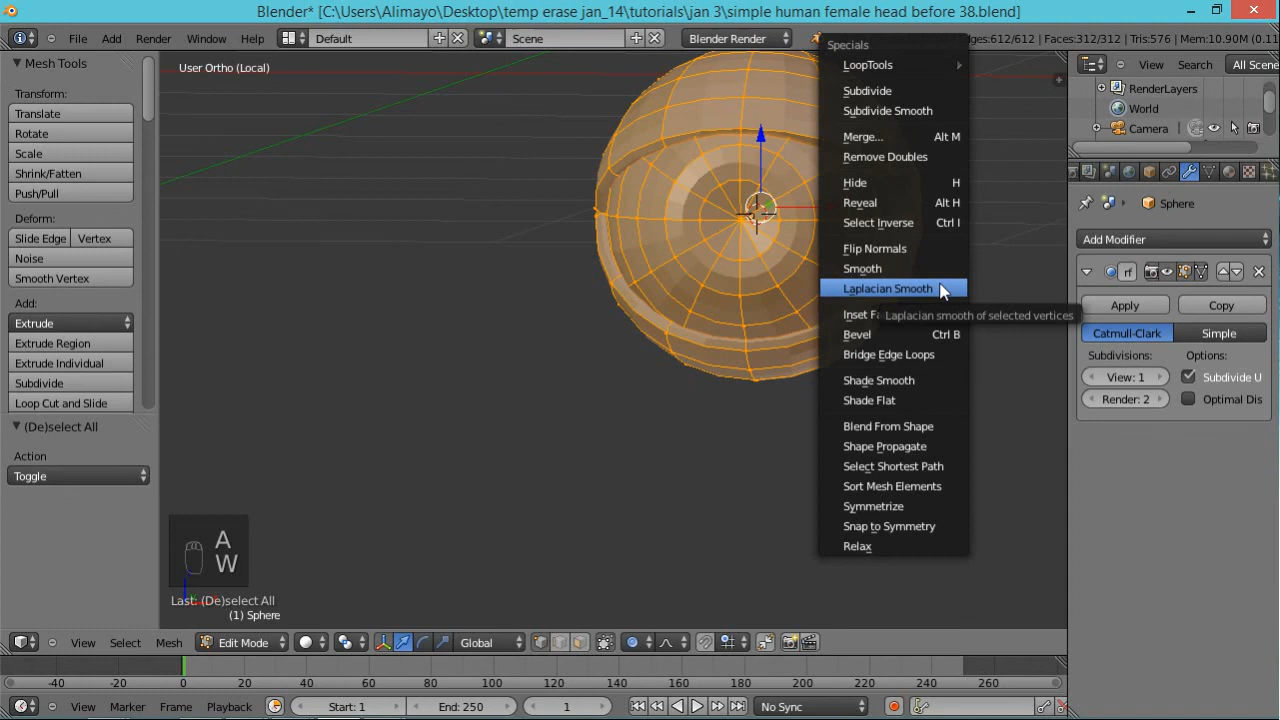 Blender* [C:\Users\Alimayo\Desktop\temp erase jan_14\tutorials\jan 3\simple human female head before 38.blend]
File Add Render Window Help Default Scene Blender Render
Edges:612/612 | Faces:312/312 | Tris:576 | Mem:10.90M (0.11
Mesh Tools
Transform:
Translate
Rotate
Scale
Shrink/Fatten
Push/Pull
Deform:
Slide Edge Vertex
Noise
Smooth Vertex
Add:
Extrude
Extrude Region
Extrude Individual
Subdivide
Loop Cut and Slide
(De)select All
Action
Toggle
User Ortho (Local)
A
W
Last: (De)select All
(1) Sphere
Specials
LoopTools
Subdivide
Subdivide Smooth
Merge... Alt M
Remove Doubles
Hide H
Reveal Alt H
Select Inverse Ctrl I
Flip Normals
Smooth
Laplacian Smooth
Inset Fa
Laplacian smooth of selected vertices
Bevel Ctrl B
Bridge Edge Loops
Shade Smooth
Shade Flat
Blend From Shape
Shape Propagate
Select Shortest Path
Sort Mesh Elements
Symmetrize
Snap to Symmetry
Relax
View Search All Scene
RenderLayers
World
Camera
Sphere
Add Modifier
rf
Apply Copy
Catmull-Clark Simple
Subdivisions: Options:
View: 1 Subdivide U
Render: 2 Optimal Dis
View Select Mesh Edit Mode Global
-40 -20 0 20 40 60 80 100 120 140 160 180 200 220 240 260
View Marker Frame Playback Start: 1 End: 250 1 No Sync